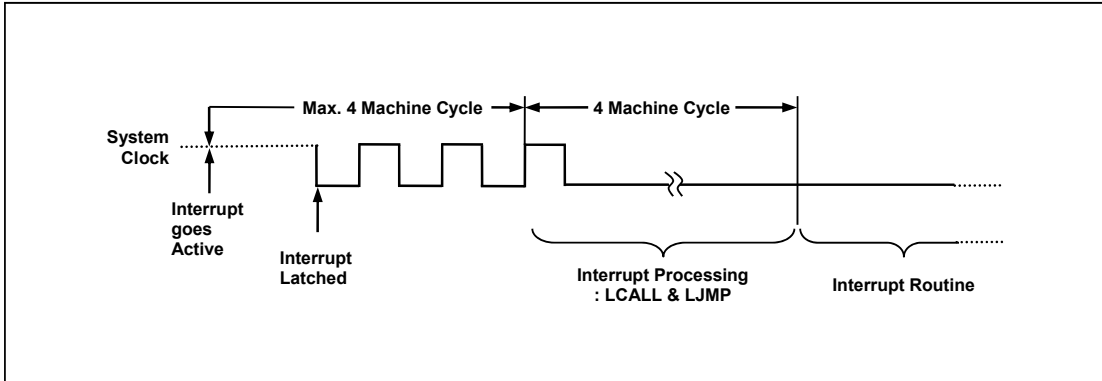 Max. 4 Machine Cycle
4 Machine Cycle
System
Clock
Interrupt
goes
Active
Interrupt
Latched
Interrupt Processing
: LCALL & LJMP
Interrupt Routine